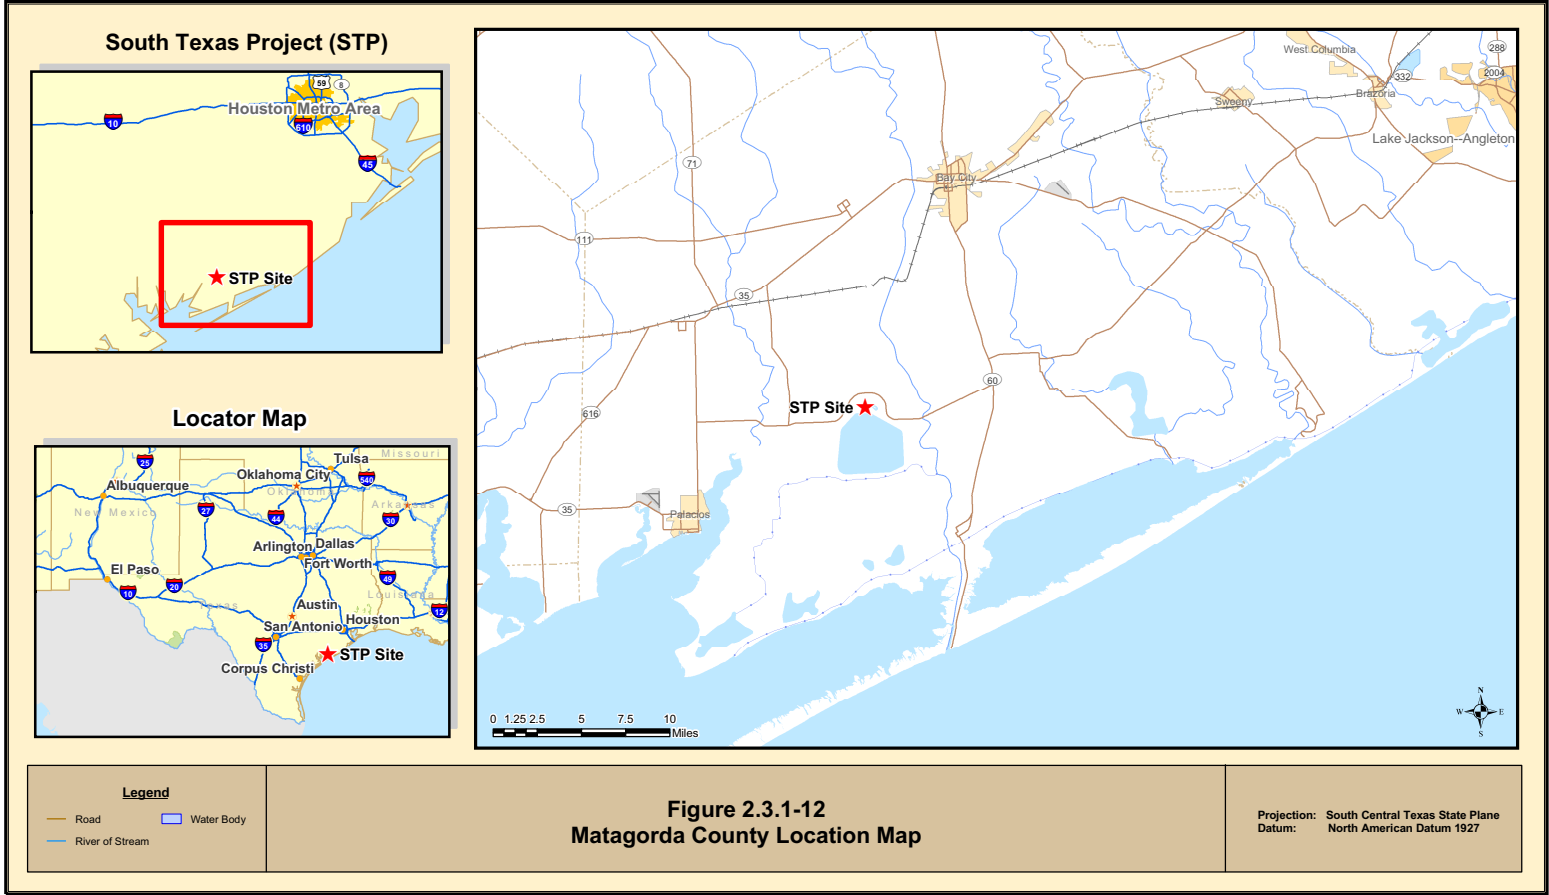 South Texas Project (STP)
59
8
Houston Metro Area
10
610
45
STP Site
Locator Map
Missouri
Tulsa
25
Oklahoma City
540
Albuquerque
Oklahoma
Arkansas
27
New Mexico
44
30
Arlington
Dallas
Fort Worth
El Paso
49
20
10
Louisiana
Texas
Austin
12
San Antonio
Houston
35
STP Site
Corpus Christi
West Columbia
288
332
2004
Sweeny
Brazoria
Lake Jackson--Angleton
71
Bay City
111
35
60
STP Site
616
35
Palacios
0 1.25 2.5 5 7.5 10
Miles
N
W E
S
Legend
Road
Water Body
River of Stream
Figure 2.3.1-12
Matagorda County Location Map
Projection: South Central Texas State Plane
Datum: North American Datum 1927